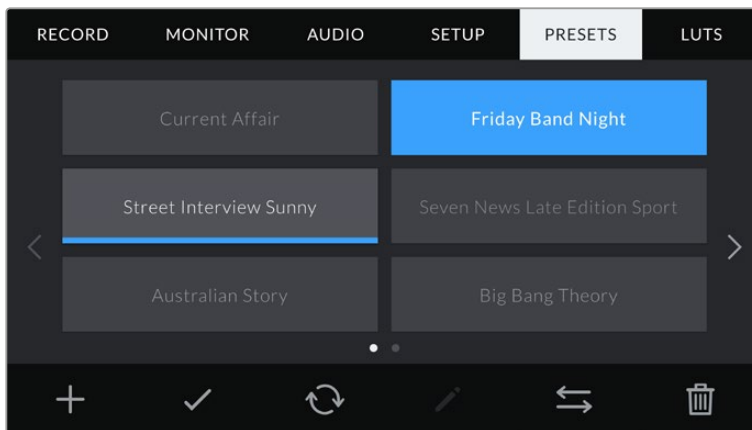 RECORD MONITOR AUDIO SETUP PRESETS LUTS
Current Affair Friday Band Night
Street Interview Sunny Seven News Late Edition Sport
Australian Story Big Bang Theory